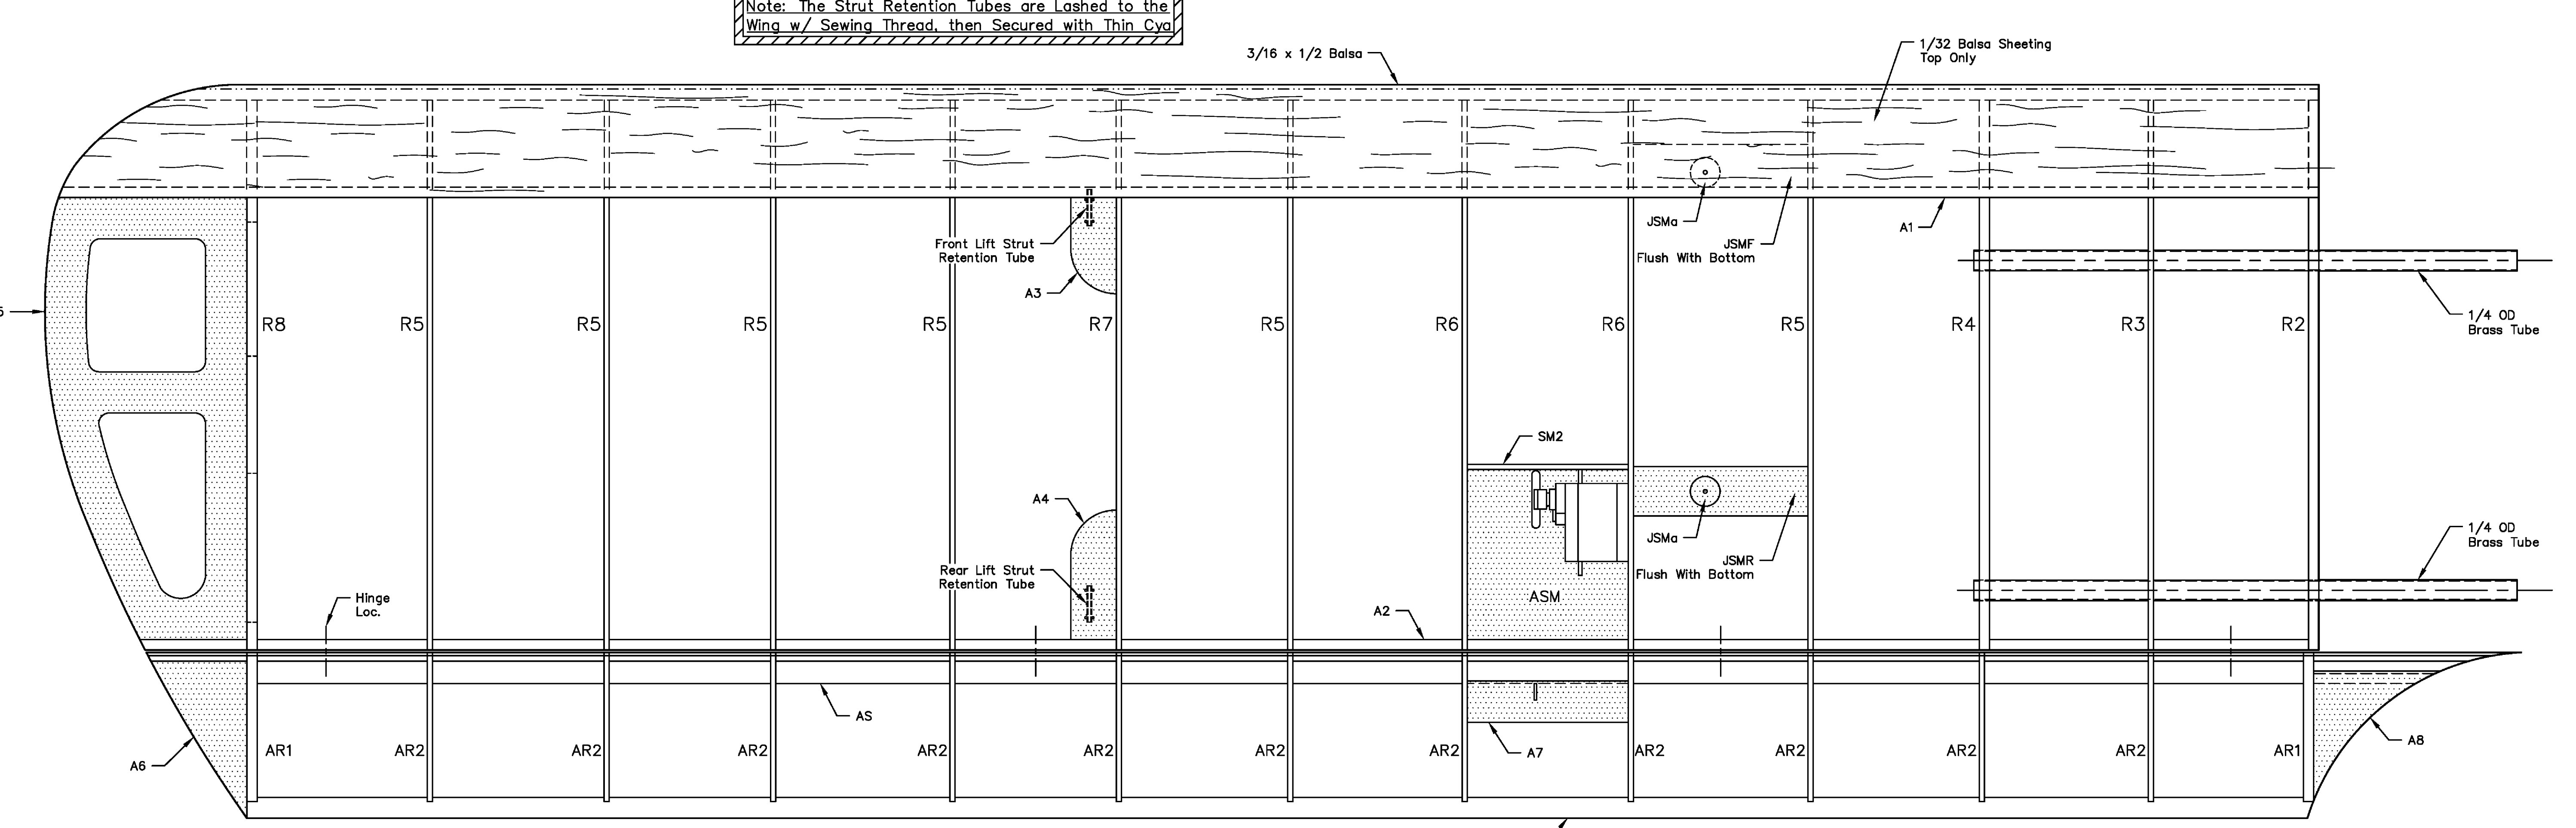 Note: The Strut Retention Tubes are Lashed to the
Wing w/ Sewing Thread, then Secured with Thin Cya
3/16 x 1/2 Balsa
1/32 Balsa Sheeting
Top Only
JSMa
JSMF
Flush With Bottom
A1
Front Lift Strut
Retention Tube
A3
5
R8
R5
R5
R5
R5
R7
R5
R6
R6
R5
R4
R3
R2
1/4 OD
Brass Tube
SM2
A4
JSMa
JSMR
Flush With Bottom
1/4 OD
Brass Tube
Rear Lift Strut
Retention Tube
Hinge
Loc.
ASM
A2
AS
A6
AR1
AR2
AR2
AR2
AR2
AR2
AR2
AR2
A7
AR2
AR2
AR2
AR2
AR1
A8